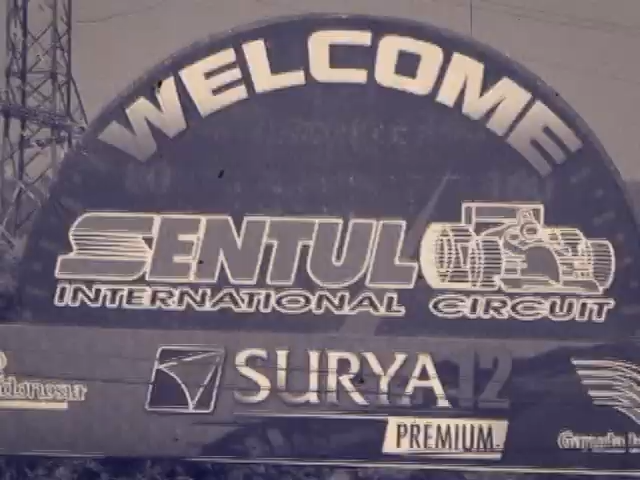 WELCOME
SENTUL
INTERNATIONAL CIRCUIT
SURYA 12
PREMIUM